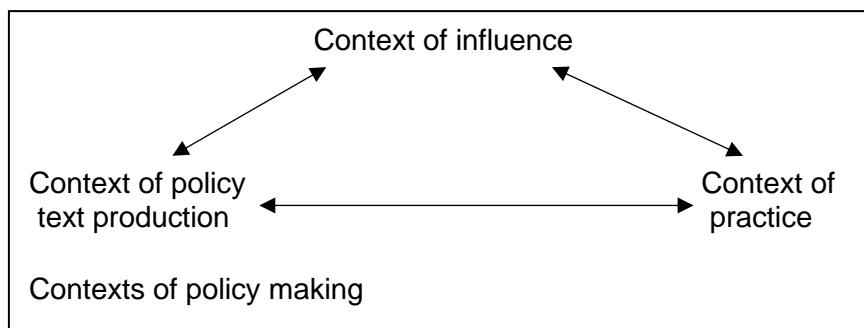 Context of influence
Context of policy
text production
Context of
practice
Contexts of policy making